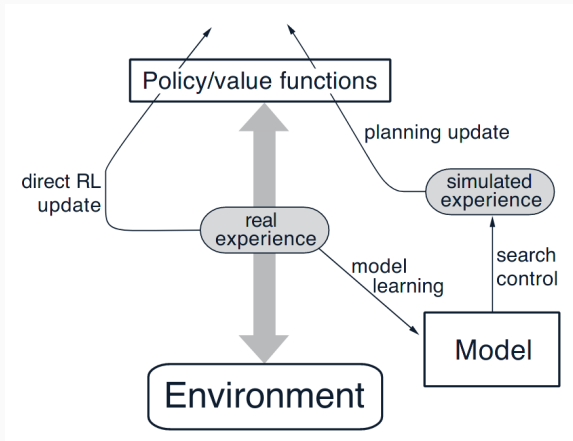 Policy/value functions
planning update
direct RL
update
simulated
experience
real
experience
model
learning
search
control
Model
Environment